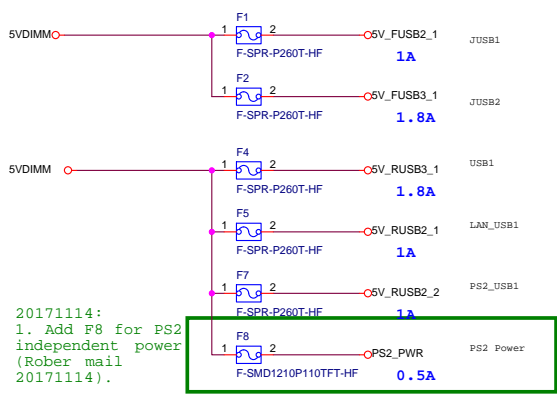 F1
5VDIMM 1 2 5V_FUSB2_1 JUSB1
F-SPR-P260T-HF 1A
F2
1 2 5V_FUSB3_1 JUSB2
F-SPR-P260T-HF 1.8A
F4
5VDIMM 1 2 5V_RUSB3_1 USB1
F-SPR-P260T-HF 1.8A
F5
1 2 5V_RUSB2_1 LAN_USB1
F-SPR-P260T-HF 1A
F7
1 2 5V_RUSB2_2 PS2_USB1
F-SPR-P260T-HF 1A
20171114:
1. Add F8 for PS2
independent power
(Rober mail
20171114).
F8
1 2 PS2_PWR PS2 Power
F-SMD1210P110TFT-HF 0.5A